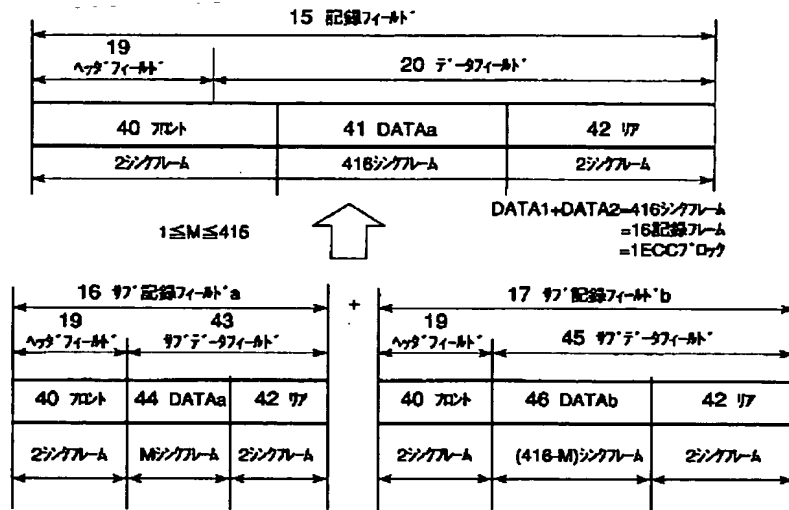 15 記録フィールド
19
ヘッダフィールド
20 データフィールド
40 フロント
41 DATAa
42 リア
2シンクフレーム
416シンクフレーム
2シンクフレーム
1≦M≦415
DATA1+DATA2=416シンクフレーム
=16記録フレーム
=1ECCブロック
16 サブ記録フィールドa
+
17 サブ記録フィールドb
19
ヘッダフィールド
43
サブデータフィールド
19
ヘッダフィールド
45 サブデータフィールド
40 フロント
44 DATAa
42 リア
40 フロント
46 DATAb
42 リア
2シンクフレーム
Mシンクフレーム
2シンクフレーム
2シンクフレーム
(416-M)シンクフレーム
2シンクフレーム